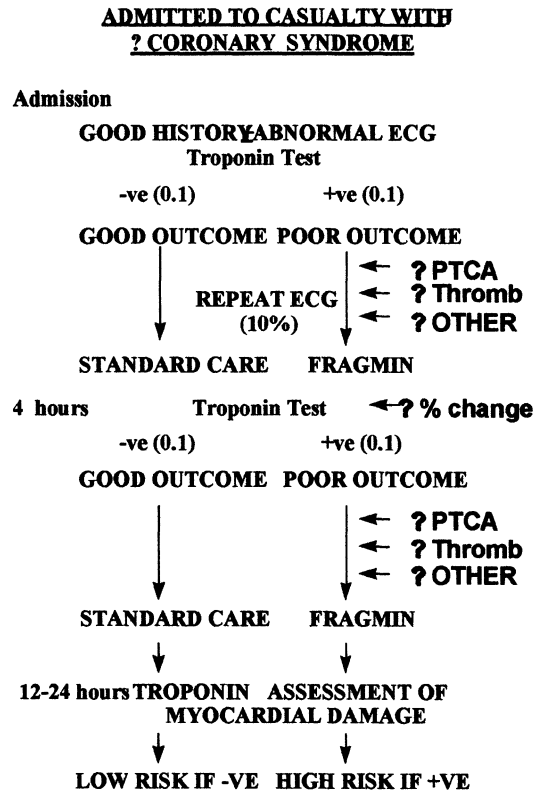 ADMITTED TO CASUALTY WITH
? CORONARY SYNDROME
Admission
GOOD HISTORY±ABNORMAL ECG
Troponin Test
-ve (0.1) +ve (0.1)
GOOD OUTCOME POOR OUTCOME
? PTCA
REPEAT ECG ? Thromb
(10%) ? OTHER
STANDARD CARE FRAGMIN
4 hours Troponin Test ? % change
-ve (0.1) +ve (0.1)
GOOD OUTCOME POOR OUTCOME
? PTCA
? Thromb
? OTHER
STANDARD CARE FRAGMIN
12-24 hours TROPONIN ASSESSMENT OF
MYOCARDIAL DAMAGE
LOW RISK IF -VE HIGH RISK IF +VE